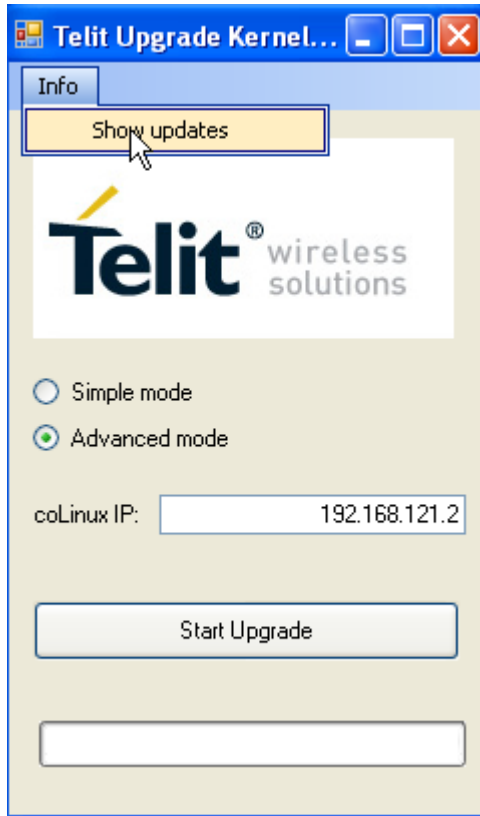 Telit Upgrade Kernel...
Info
Show updates
Telit® wireless
solutions
Simple mode
Advanced mode
coLinux IP: 192.168.121.2
Start Upgrade